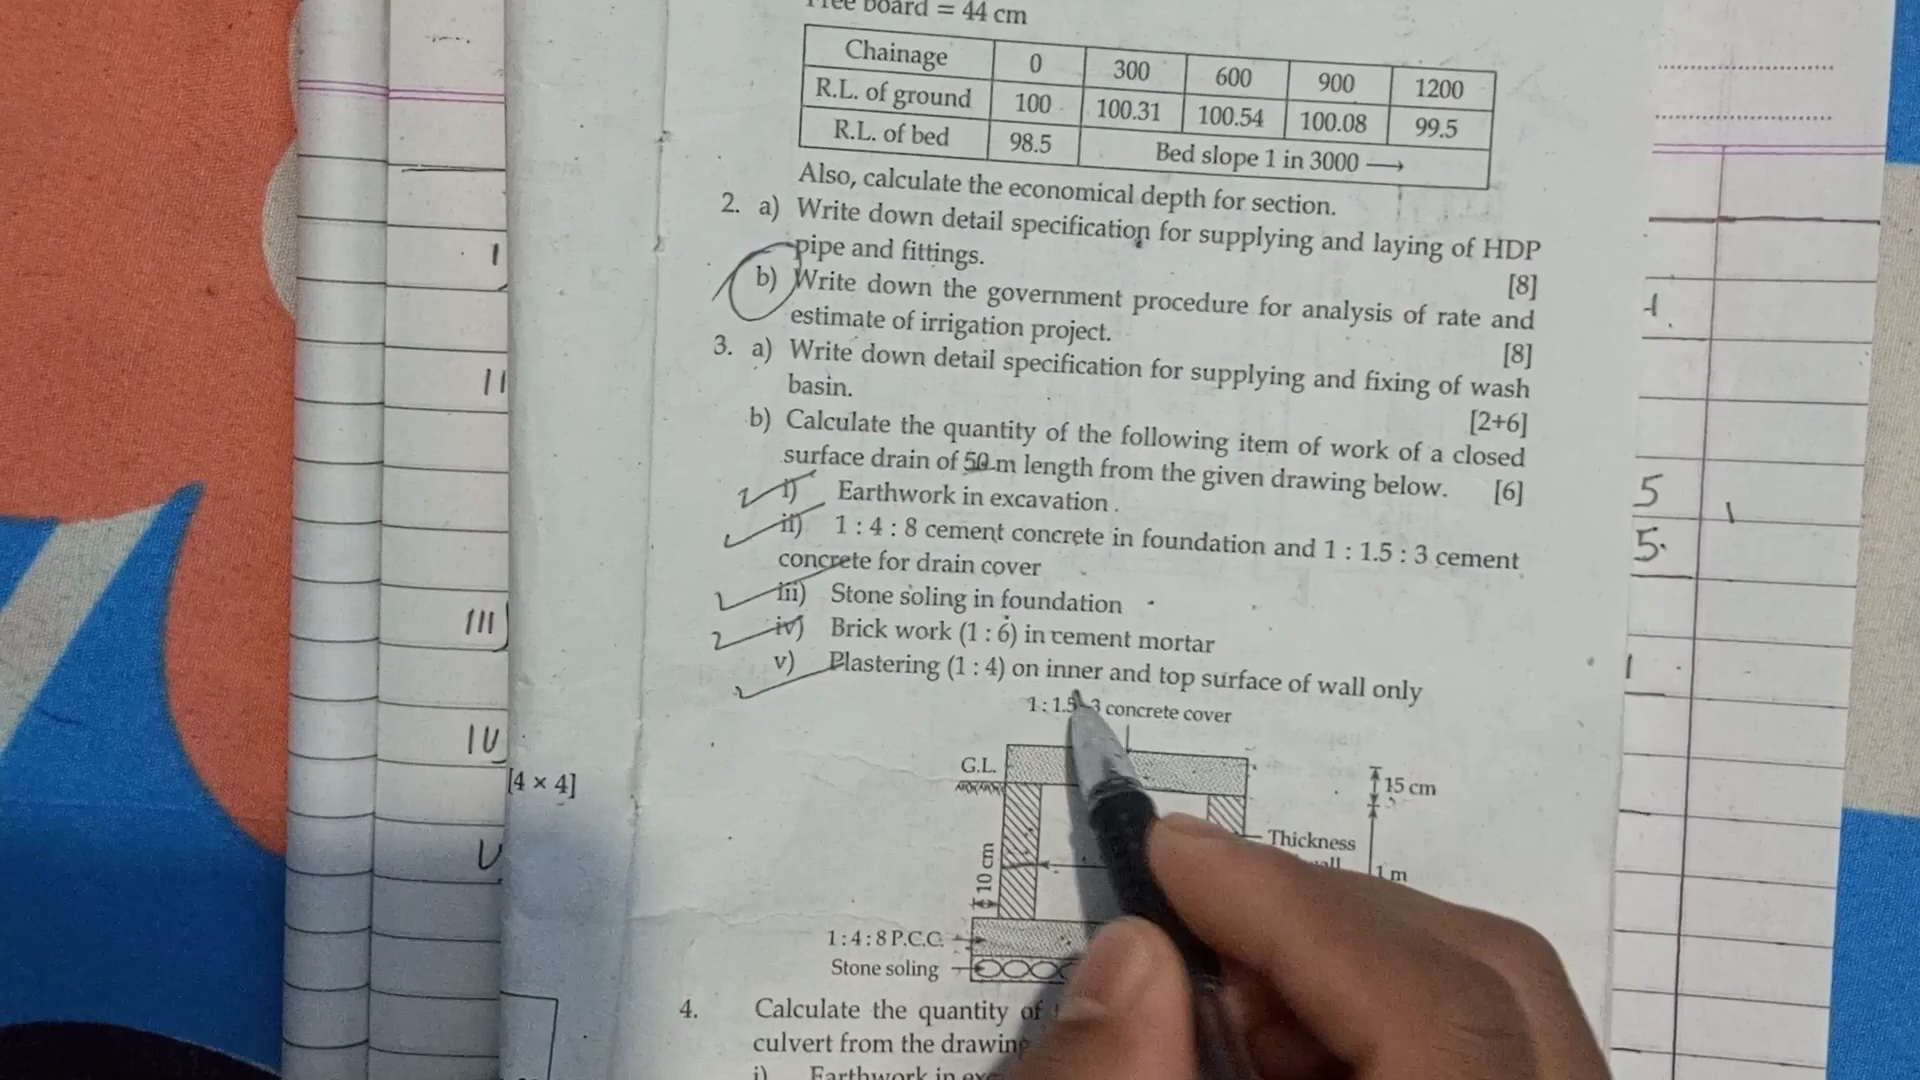 Free board = 44 cm
Chainage 0 300 600 900 1200
R.L. of ground 100 100.31 100.54 100.08 99.5
R.L. of bed 98.5 Bed slope 1 in 3000 →
Also, calculate the economical depth for section.
2. a) Write down detail specification for supplying and laying of HDP
pipe and fittings. [8]
b) Write down the government procedure for analysis of rate and
estimate of irrigation project. [8]
3. a) Write down detail specification for supplying and fixing of wash
basin. [2+6]
b) Calculate the quantity of the following item of work of a closed
surface drain of 50 m length from the given drawing below. [6]
i) Earthwork in excavation.
ii) 1 : 4 : 8 cement concrete in foundation and 1 : 1.5 : 3 cement
concrete for drain cover
iii) Stone soling in foundation
iv) Brick work (1 : 6) in cement mortar
v) Plastering (1 : 4) on inner and top surface of wall only
1 : 1.5 3 concrete cover
G.L.
15 cm
Thickness
1 m
10 cm
1 : 4 : 8 P.C.C.
Stone soling
4. Calculate the quantity of
culvert from the drawing
i) Earthwork in
[4 × 4]
I
II
III
IV
V
5
5.